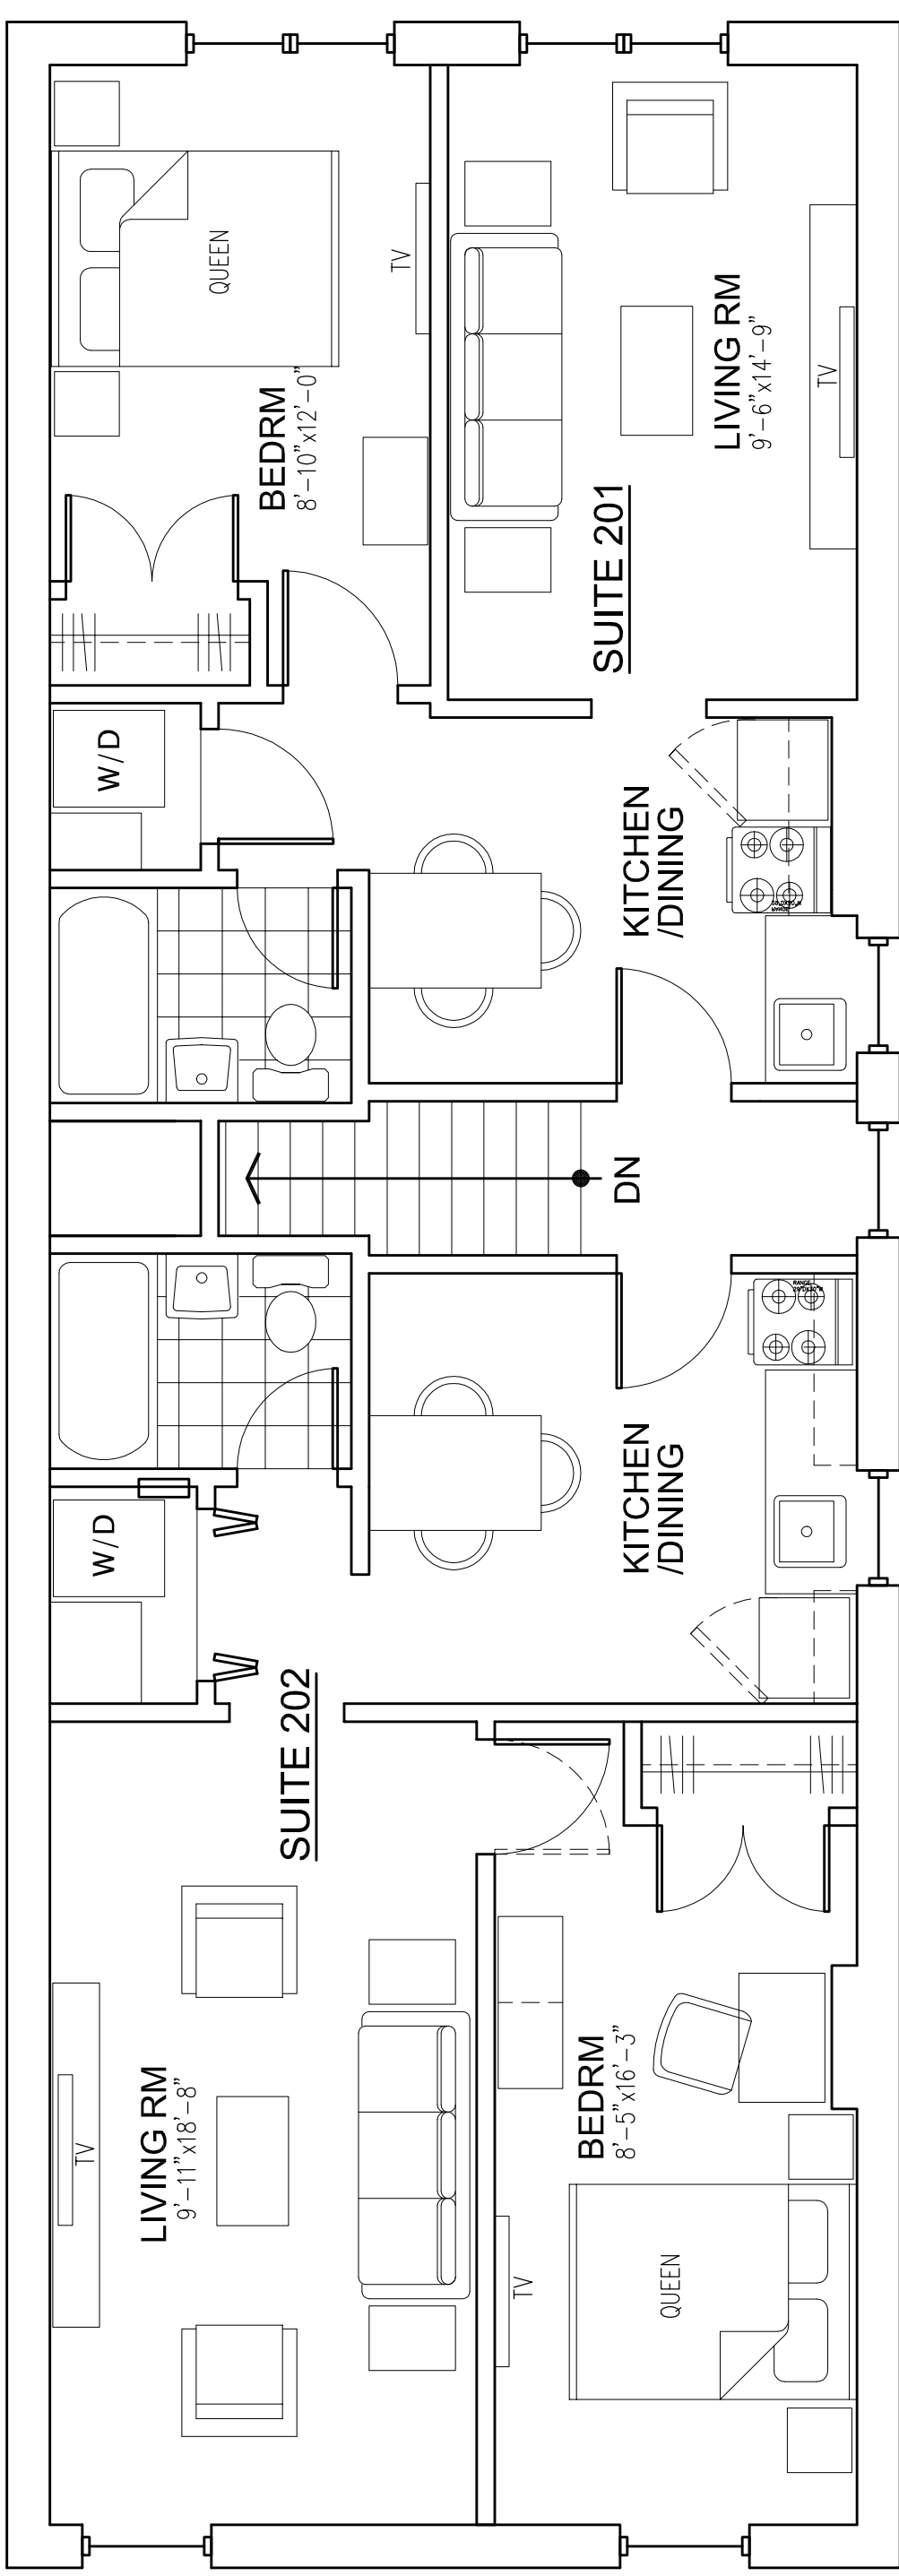 QUEEN
TV
BEDRM
8'-10"x12'-0"
LIVING RM
9'-6"x14'-9"
TV
SUITE 201
W/D
KITCHEN
/DINING
DN
RANGE
KITCHEN
/DINING
W/D
SUITE 202
LIVING RM
9'-11"x18'-8"
TV
BEDRM
8'-5"x16'-3"
TV
QUEEN